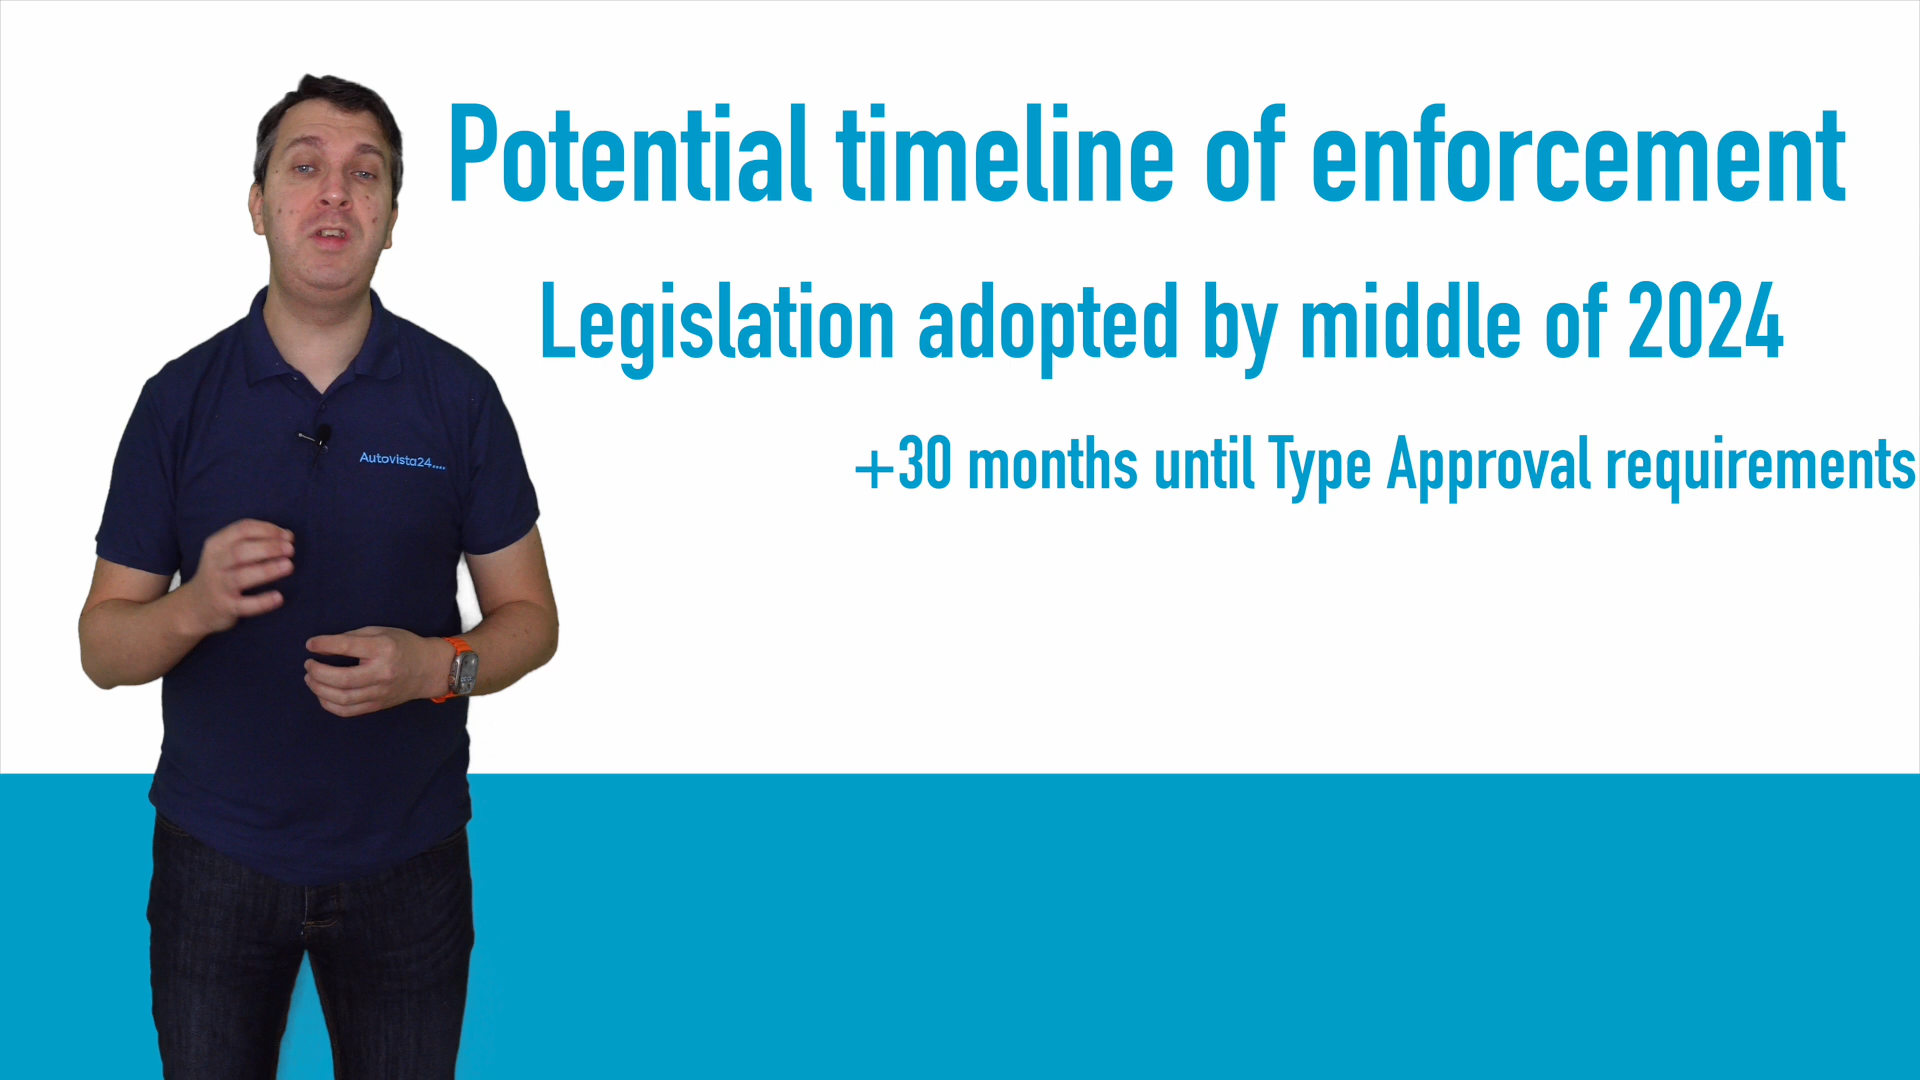 Potential timeline of enforcement
Legislation adopted by middle of 2024
+30 months until Type Approval requirements
Autovista24